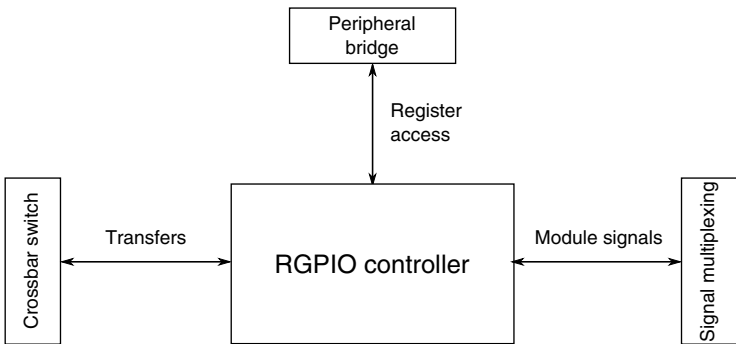 Peripheral
bridge
Register
access
Crossbar switch
Transfers
RGPIO controller
Module signals
Signal multiplexing